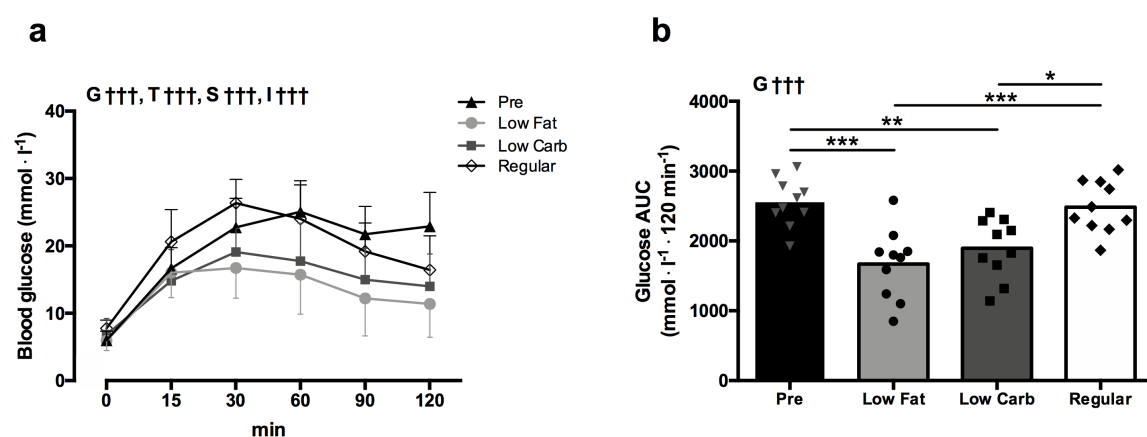 a
G †††, T †††, S †††, I †††
Pre
Low Fat
Low Carb
Regular
Blood glucose (mmol · l⁻¹)
40
30
20
10
0
0 15 30 60 90 120
min
b
G †††
*
***
**
***
Glucose AUC
(mmol · l⁻¹ · 120 min⁻¹)
4000
3000
2000
1000
0
Pre Low Fat Low Carb Regular